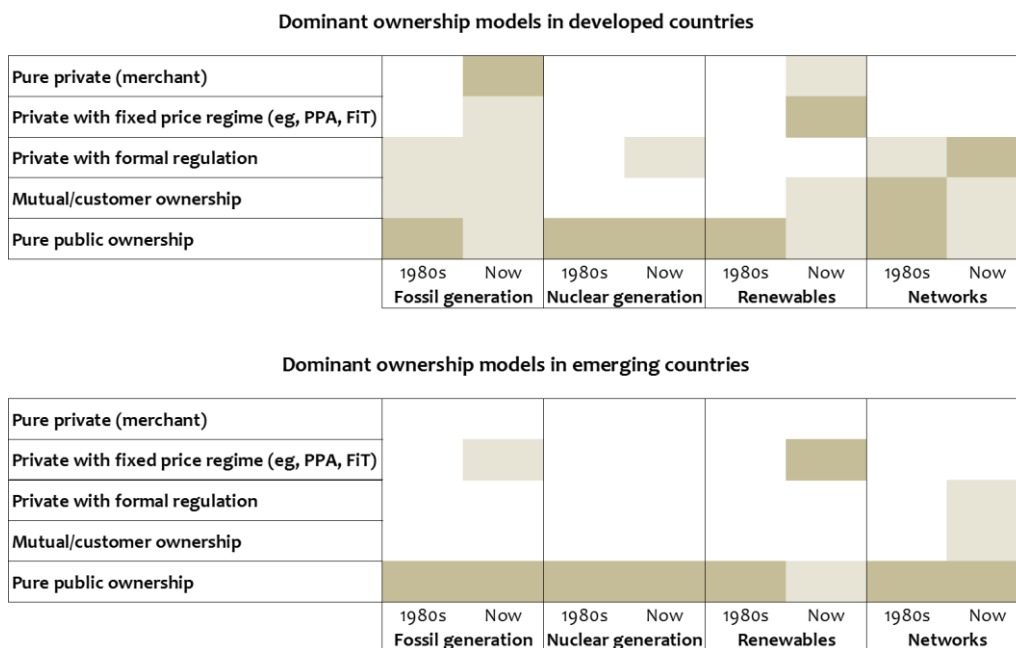 Dominant ownership models in developed countries
Pure private (merchant)
Private with fixed price regime (eg, PPA, FiT)
Private with formal regulation
Mutual/customer ownership
Pure public ownership
1980s Now 1980s Now 1980s Now 1980s Now
Fossil generation Nuclear generation Renewables Networks
Dominant ownership models in emerging countries
Pure private (merchant)
Private with fixed price regime (eg, PPA, FiT)
Private with formal regulation
Mutual/customer ownership
Pure public ownership
1980s Now 1980s Now 1980s Now 1980s Now
Fossil generation Nuclear generation Renewables Networks